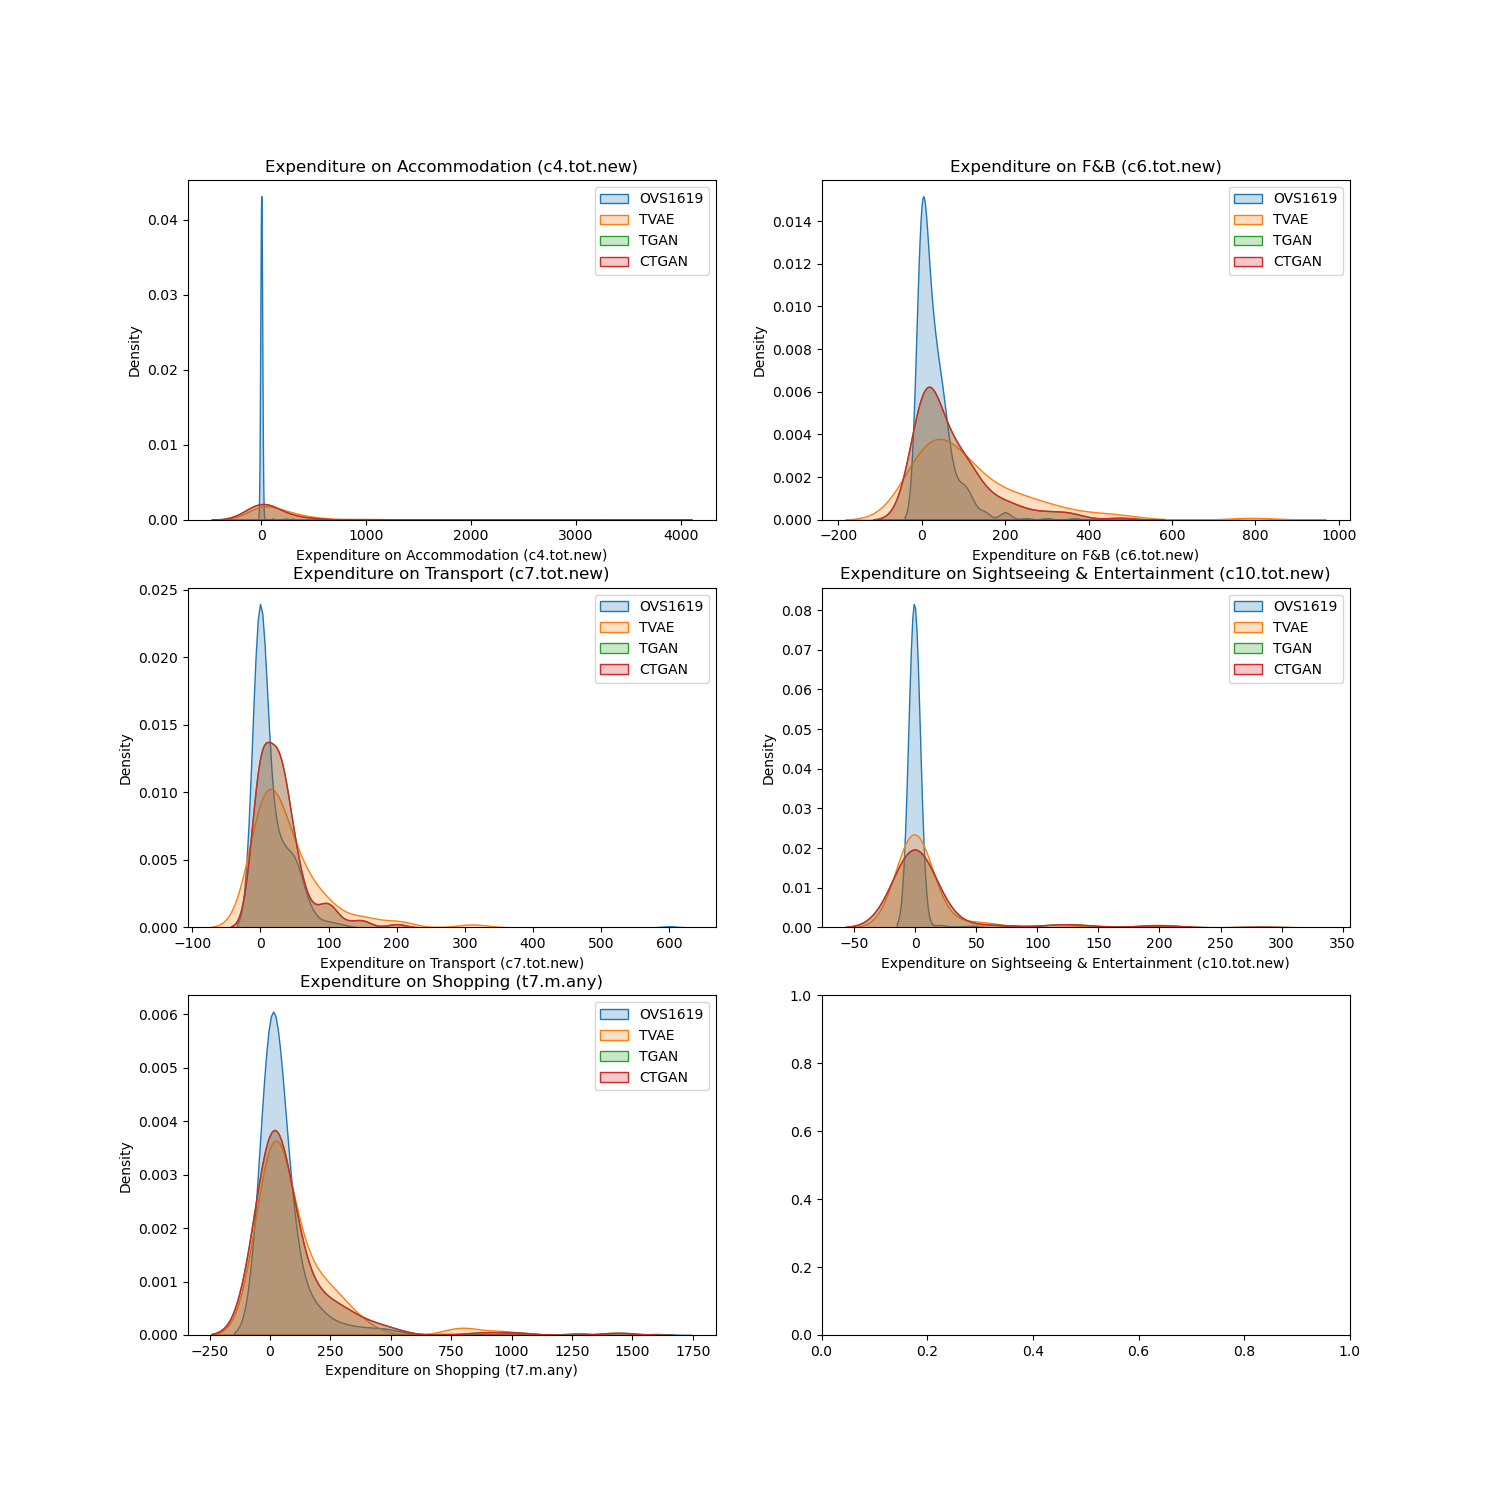 Expenditure on Accommodation (c4.tot.new)
Density
0.04
0.03
0.02
0.01
0.00
0 1000 2000 3000 4000
OVS1619
TVAE
TGAN
CTGAN
Expenditure on Accommodation (c4.tot.new)
Expenditure on F&B (c6.tot.new)
Density
0.014
0.012
0.010
0.008
0.006
0.004
0.002
0.000
−200 0 200 400 600 800 1000
OVS1619
TVAE
TGAN
CTGAN
Expenditure on F&B (c6.tot.new)
Expenditure on Transport (c7.tot.new)
Density
0.025
0.020
0.015
0.010
0.005
0.000
−100 0 100 200 300 400 500 600
OVS1619
TVAE
TGAN
CTGAN
Expenditure on Transport (c7.tot.new)
Expenditure on Sightseeing & Entertainment (c10.tot.new)
Density
0.08
0.07
0.06
0.05
0.04
0.03
0.02
0.01
0.00
−50 0 50 100 150 200 250 300 350
OVS1619
TVAE
TGAN
CTGAN
Expenditure on Sightseeing & Entertainment (c10.tot.new)
Expenditure on Shopping (t7.m.any)
Density
0.006
0.005
0.004
0.003
0.002
0.001
0.000
−250 0 250 500 750 1000 1250 1500 1750
OVS1619
TVAE
TGAN
CTGAN
Expenditure on Shopping (t7.m.any)
1.0
0.8
0.6
0.4
0.2
0.0
0.0 0.2 0.4 0.6 0.8 1.0